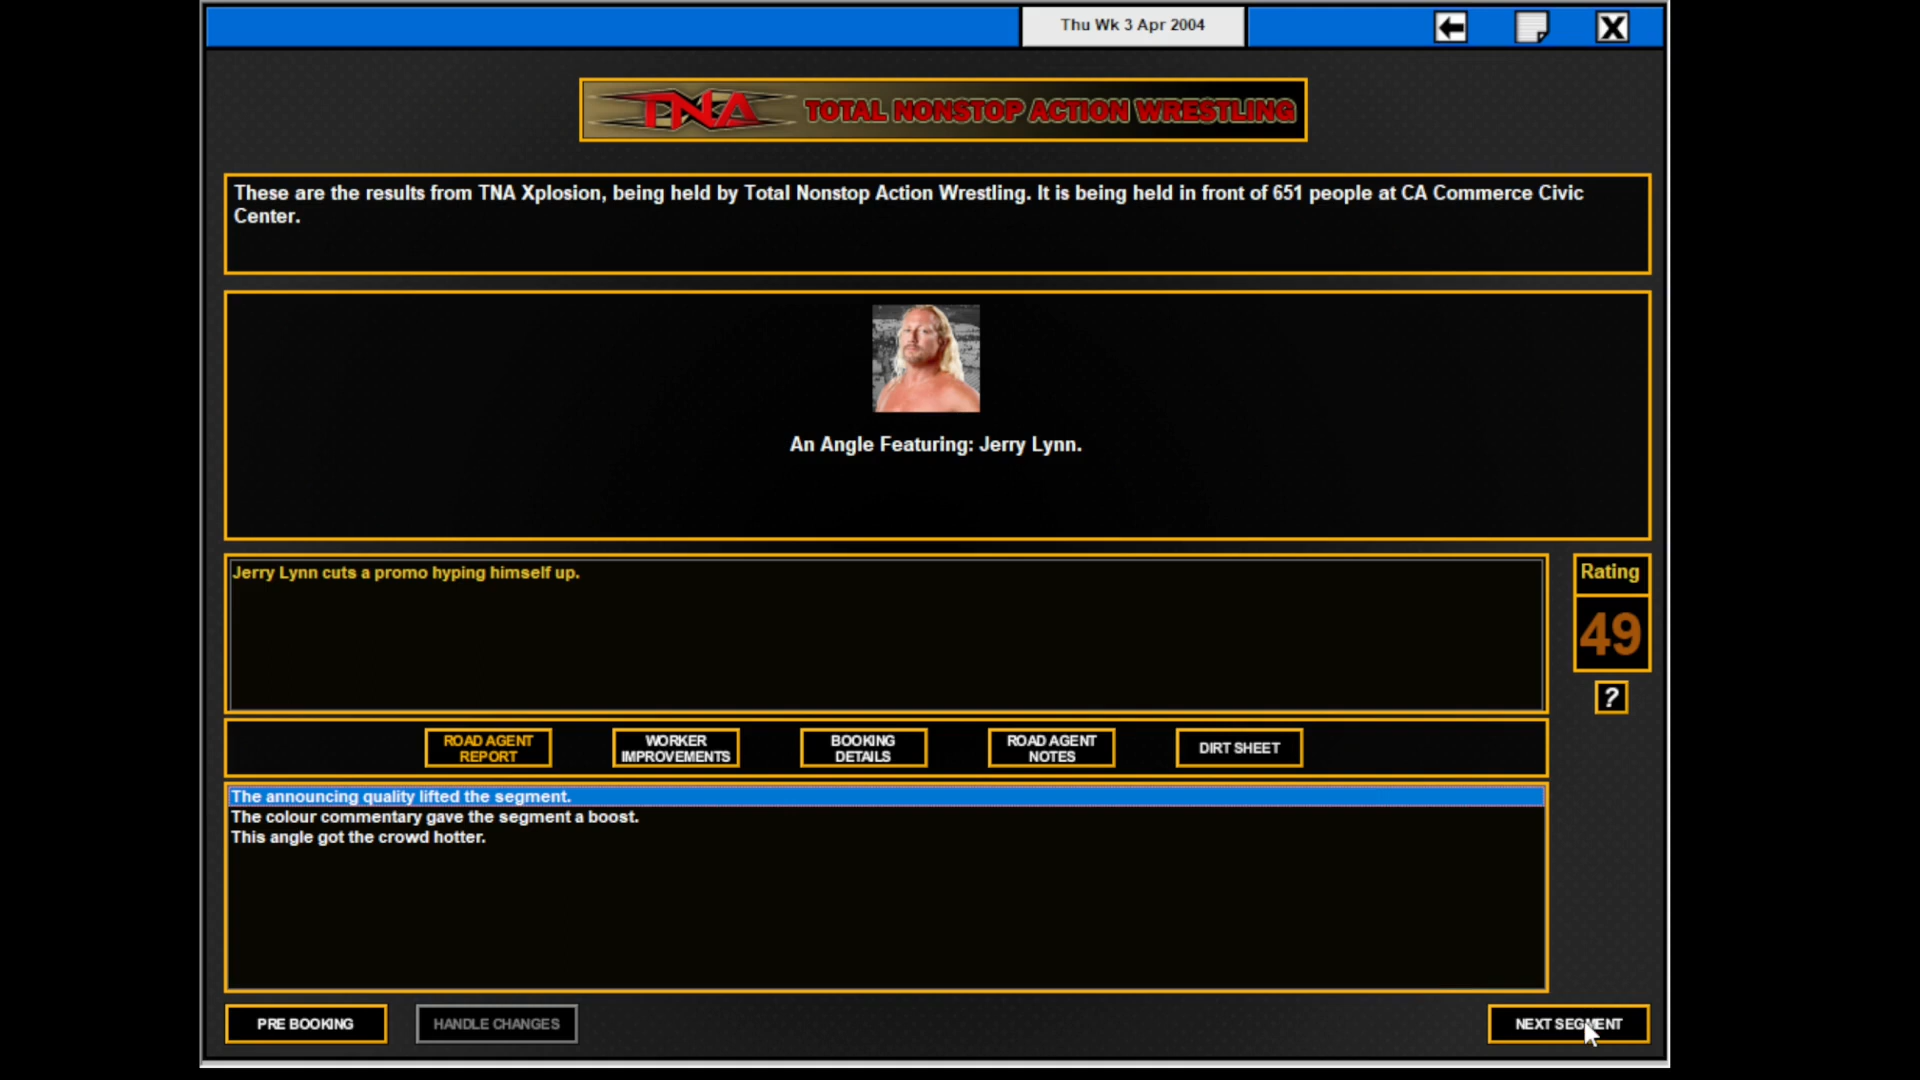 Thu Wk 3 Apr 2004
TNA TOTAL NONSTOP ACTION WRESTLING
These are the results from TNA Xplosion, being held by Total Nonstop Action Wrestling. It is being held in front of 651 people at CA Commerce Civic
Center.
An Angle Featuring: Jerry Lynn.
Jerry Lynn cuts a promo hyping himself up.
Rating
49
?
ROAD AGENT
REPORT
WORKER
IMPROVEMENTS
BOOKING
DETAILS
ROAD AGENT
NOTES
DIRT SHEET
The announcing quality lifted the segment.
The colour commentary gave the segment a boost.
This angle got the crowd hotter.
PRE BOOKING
HANDLE CHANGES
NEXT SEGMENT